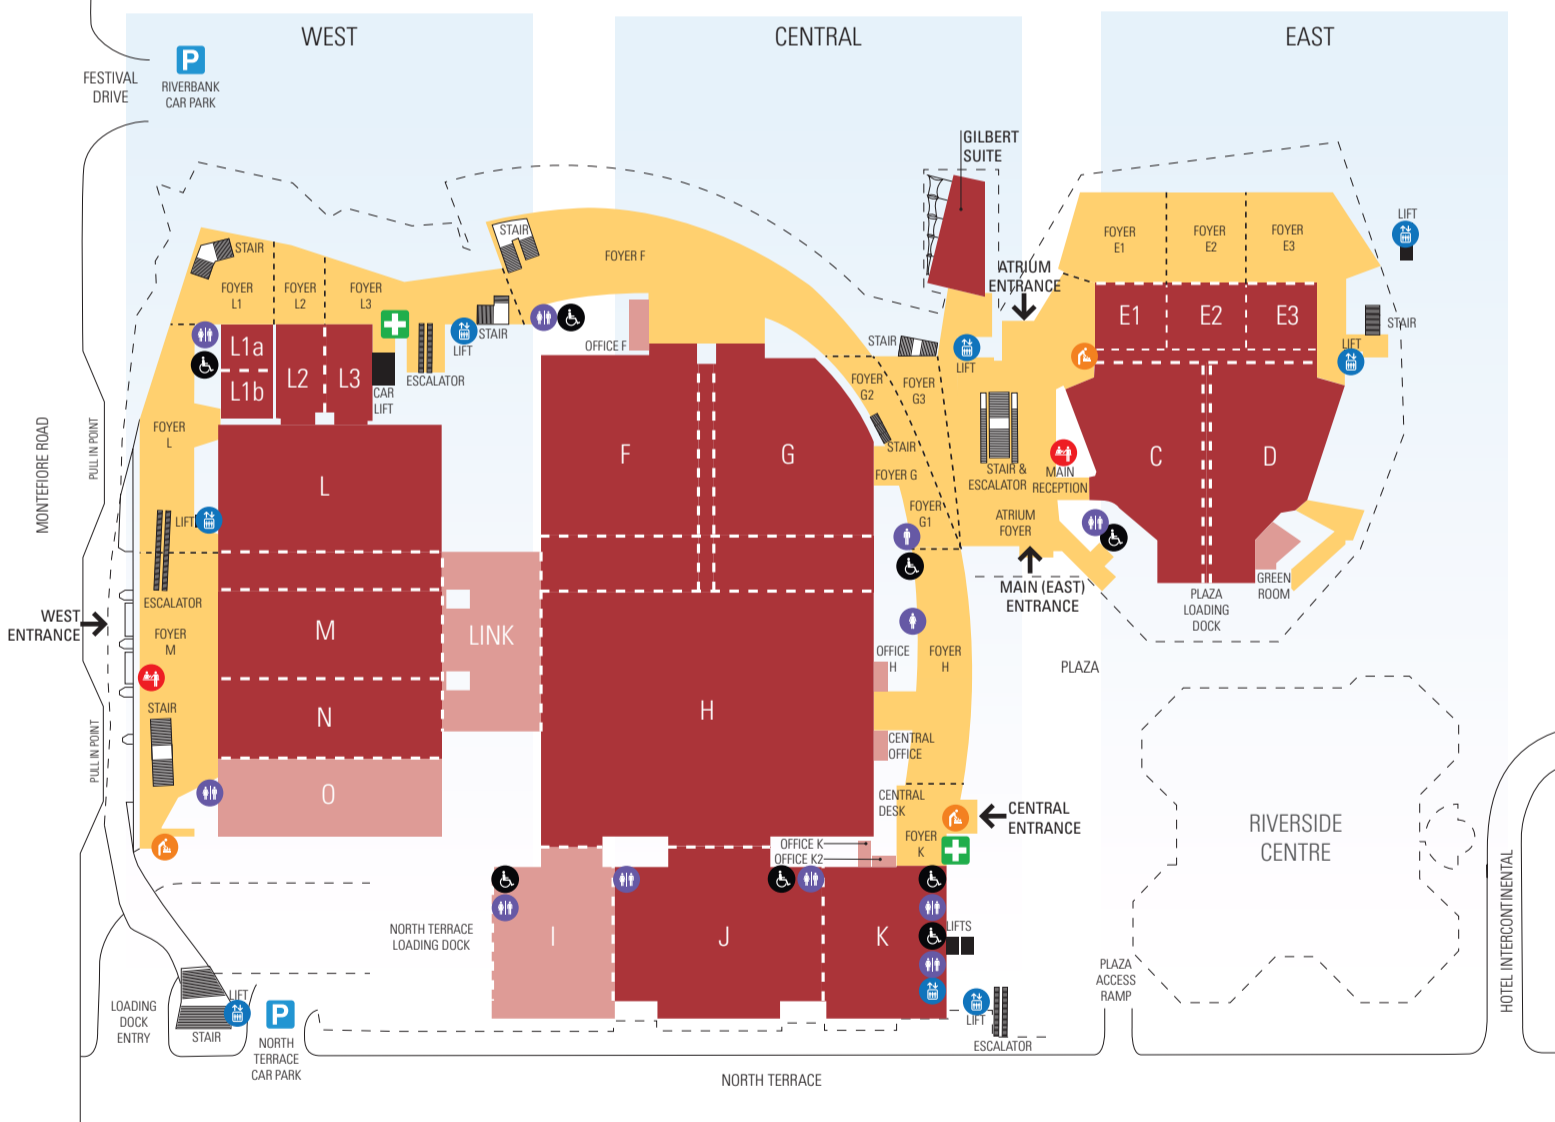 WEST
CENTRAL
EAST
P
RIVERBANK
CAR PARK
FESTIVAL
DRIVE
GILBERT
SUITE
STAIR
STAIR
FOYER F
FOYER
E1
FOYER
E2
FOYER
E3
LIFT
ATRIUM
ENTRANCE
FOYER
L1
FOYER
L2
FOYER
L3
L1a
L1b
L2
L3
CAR
LIFT
ESCALATOR
LIFT
STAIR
OFFICE F
STAIR
LIFT
E1
E2
E3
STAIR
LIFT
FOYER
G2
FOYER
G3
STAIR
FOYER G
FOYER
G1
STAIR &
ESCALATOR
MAIN
RECEPTION
ATRIUM
FOYER
MONTEFIORE ROAD
PULL IN POINT
FOYER
L
L
F
G
C
D
LIFT
ESCALATOR
WEST
ENTRANCE
FOYER
M
M
LINK
MAIN (EAST)
ENTRANCE
PLAZA
LOADING
DOCK
GREEN
ROOM
OFFICE
H
FOYER
H
PLAZA
STAIR
N
H
PULL IN POINT
CENTRAL
OFFICE
O
CENTRAL
DESK
CENTRAL
ENTRANCE
FOYER
K
OFFICE K
OFFICE K2
RIVERSIDE
CENTRE
HOTEL INTERCONTINENTAL
NORTH TERRACE
LOADING DOCK
I
J
K
LIFTS
PLAZA
ACCESS
RAMP
LOADING
DOCK
ENTRY
LIFT
STAIR
P
NORTH
TERRACE
CAR PARK
LIFT
ESCALATOR
NORTH TERRACE